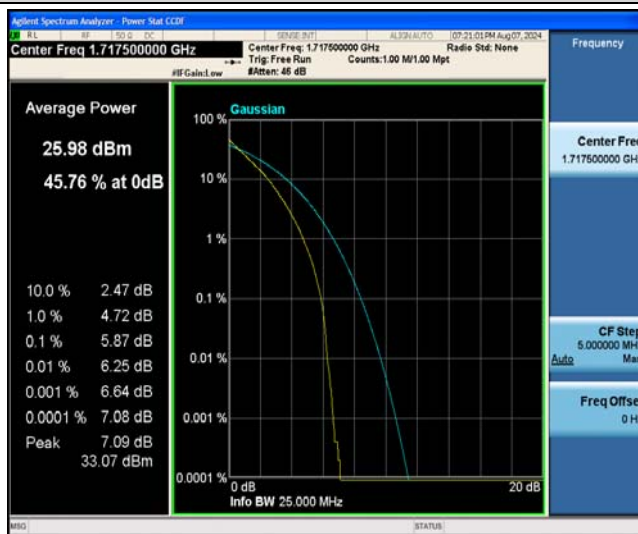 Agilent Spectrum Analyzer - Power Stat CCDF
RL RF 50 Ω DC SENSE:INT ALIGN AUTO 07:21:01 PM Aug 07, 2024
Center Freq 1.717500000 GHz
Center Freq: 1.717500000 GHz Radio Std: None
Trig: Free Run Counts:1.00 M/1.00 Mpt
#IFGain:Low #Atten: 46 dB
Frequency
Average Power
25.98 dBm
45.76 % at 0dB
10.0 % 2.47 dB
1.0 % 4.72 dB
0.1 % 5.87 dB
0.01 % 6.25 dB
0.001 % 6.64 dB
0.0001 % 7.08 dB
Peak 7.09 dB
33.07 dBm
Gaussian
100 %
10 %
1 %
0.1 %
0.01 %
0.001 %
0.0001 %
0 dB 20 dB
Info BW 25.000 MHz
Center Fre
1.717500000 GH
CF Step
5.000000 MH
Auto Ma
Freq Offse
0 H
MSG STATUS